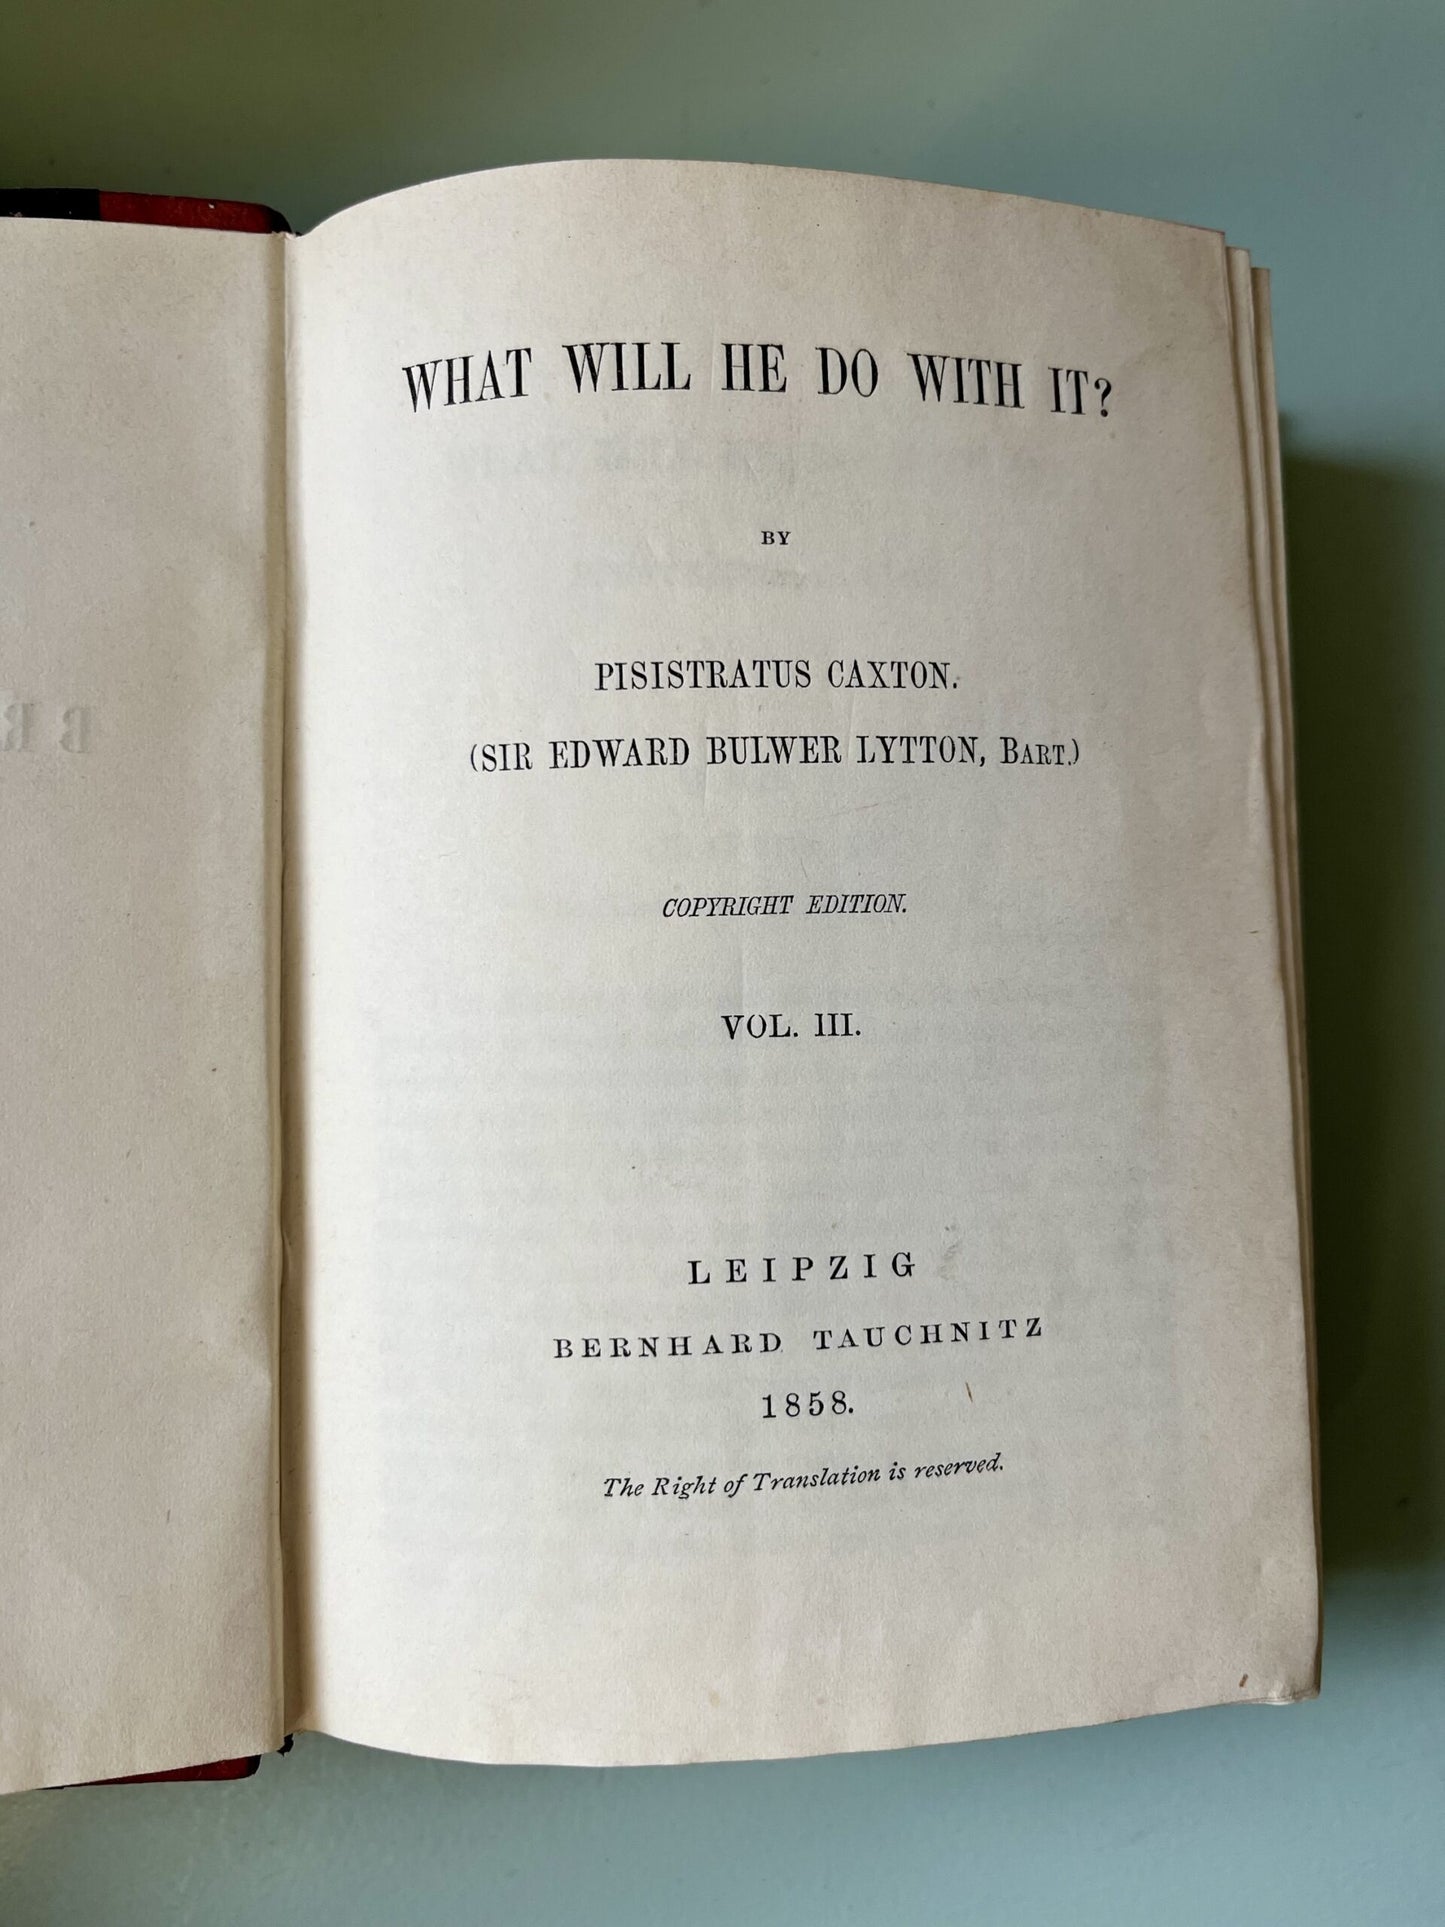 WHAT WILL HE DO WITH IT?
BY
PISISTRATUS CAXTON.
(SIR EDWARD BULWER LYTTON, BART.)
COPYRIGHT EDITION.
VOL. III.
LEIPZIG
BERNHARD TAUCHNITZ
1858.
The Right of Translation is reserved.